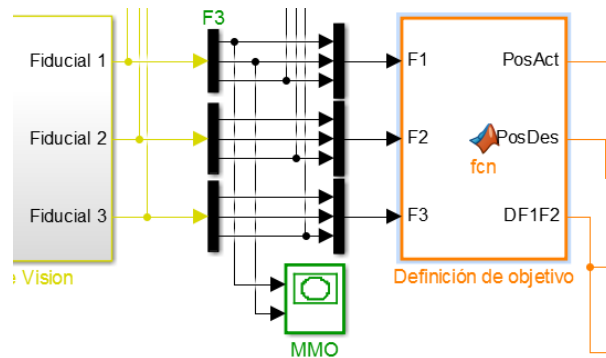 F3
Fiducial 1
F1
PosAct
Fiducial 2
F2
PosDes
fcn
Fiducial 3
F3
DF1F2
e Vision
Definición de objetivo
MMO